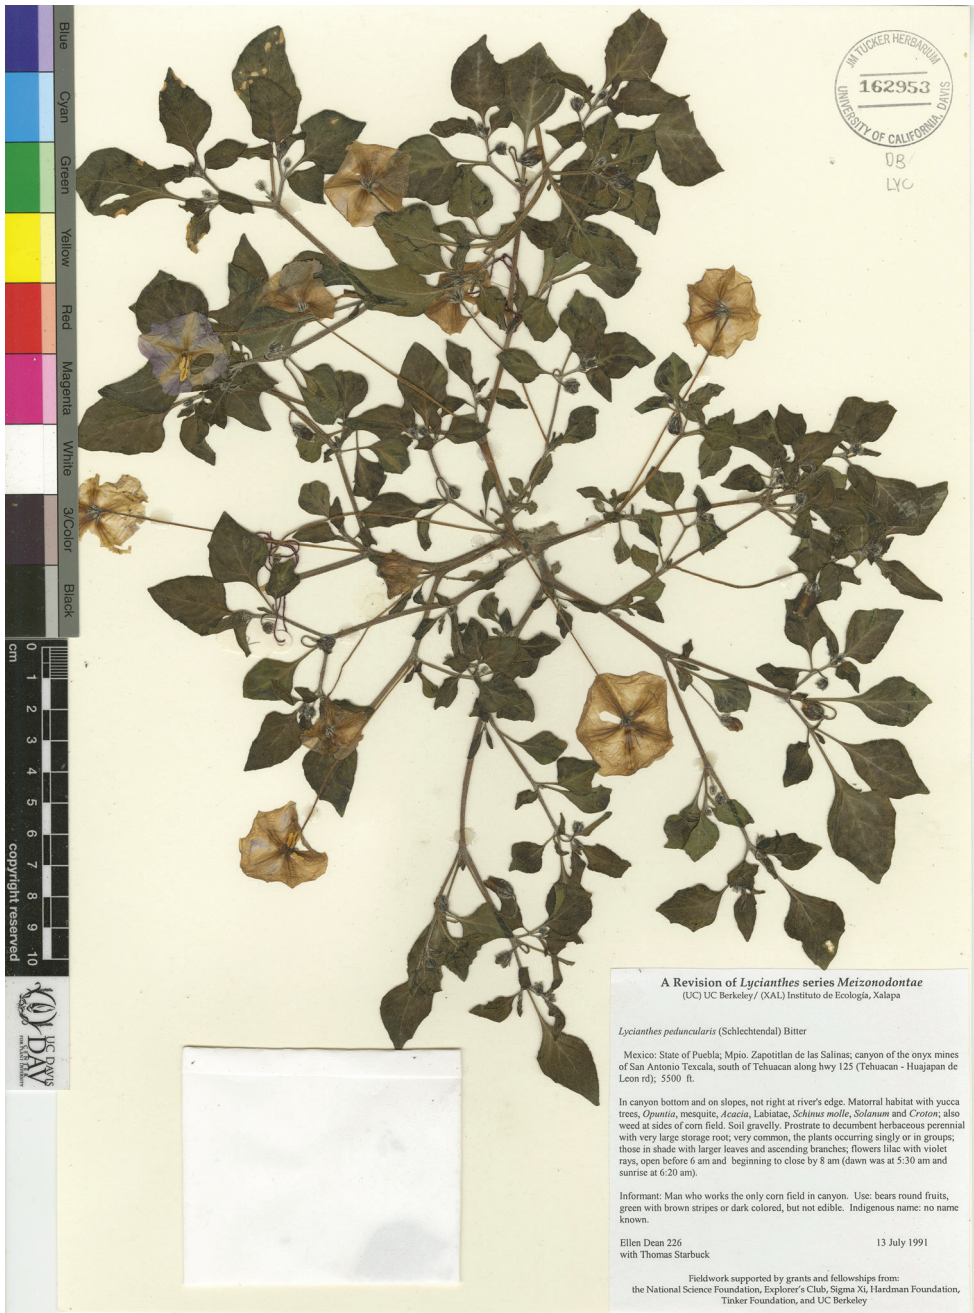 Blue
Cyan
Green
Yellow
Red
Magenta
White
3/Color
Black
cm
0
1
2
3
4
5
6
7
8
9
10
copyright reserved
UC DAVIS
CENTER
FOR PLANT DIVERSITY
JM TUCKER HERBARIUM
162953
UNIVERSITY OF CALIFORNIA, DAVIS
DB
LYC
A Revision of Lycianthes series Meizonodontae
(UC) UC Berkeley/ (XAL) Instituto de Ecología, Xalapa
Lycianthes peduncularis (Schlechtendal) Bitter
Mexico: State of Puebla; Mpio. Zapotitlan de las Salinas; canyon of the onyx mines
of San Antonio Texcala, south of Tehuacan along hwy 125 (Tehuacan - Huajapan de
Leon rd); 5500 ft.
In canyon bottom and on slopes, not right at river's edge. Matorral habitat with yucca
trees, Opuntia, mesquite, Acacia, Labiatae, Schinus molle, Solanum and Croton; also
weed at sides of corn field. Soil gravelly. Prostrate to decumbent herbaceous perennial
with very large storage root; very common, the plants occurring singly or in groups;
those in shade with larger leaves and ascending branches; flowers lilac with violet
rays, open before 6 am and beginning to close by 8 am (dawn was at 5:30 am and
sunrise at 6:20 am).
Informant: Man who works the only corn field in canyon. Use: bears round fruits,
green with brown stripes or dark colored, but not edible. Indigenous name: no name
known.
Ellen Dean 226 13 July 1991
with Thomas Starbuck
Fieldwork supported by grants and fellowships from:
the National Science Foundation, Explorer's Club, Sigma Xi, Hardman Foundation,
Tinker Foundation, and UC Berkeley